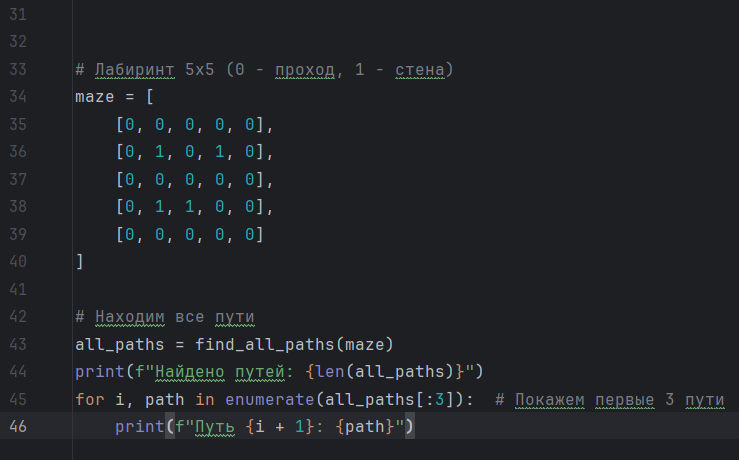 31
32
33 # Лабиринт 5x5 (0 - проход, 1 - стена)
34 maze = [
35     [0, 0, 0, 0, 0],
36     [0, 1, 0, 1, 0],
37     [0, 0, 0, 0, 0],
38     [0, 1, 1, 0, 0],
39     [0, 0, 0, 0, 0]
40 ]
41
42 # Находим все пути
43 all_paths = find_all_paths(maze)
44 print(f"Найдено путей: {len(all_paths)}")
45 for i, path in enumerate(all_paths[:3]):  # Покажем первые 3 пути
46     print(f"Путь {i + 1}: {path}")